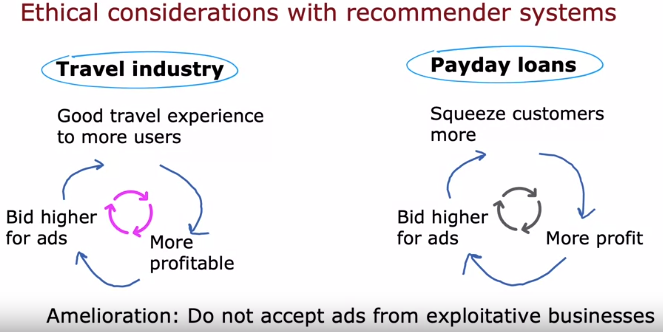 Ethical considerations with recommender systems
Travel industry
Good travel experience
to more users
Bid higher
for ads
More
profitable
Payday loans
Squeeze customers
more
Bid higher
for ads
More profit
Amelioration: Do not accept ads from exploitative businesses